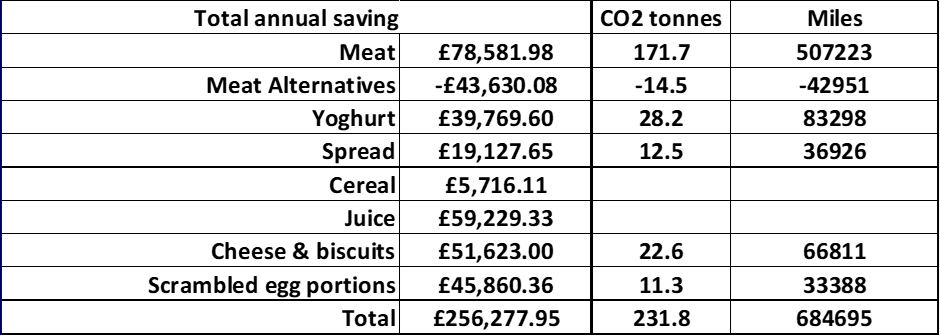 Total annual saving CO2 tonnes Miles
Meat £78,581.98 171.7 507223
Meat Alternatives -£43,630.08 -14.5 -42951
Yoghurt £39,769.60 28.2 83298
Spread £19,127.65 12.5 36926
Cereal £5,716.11
Juice £59,229.33
Cheese & biscuits £51,623.00 22.6 66811
Scrambled egg portions £45,860.36 11.3 33388
Total £256,277.95 231.8 684695